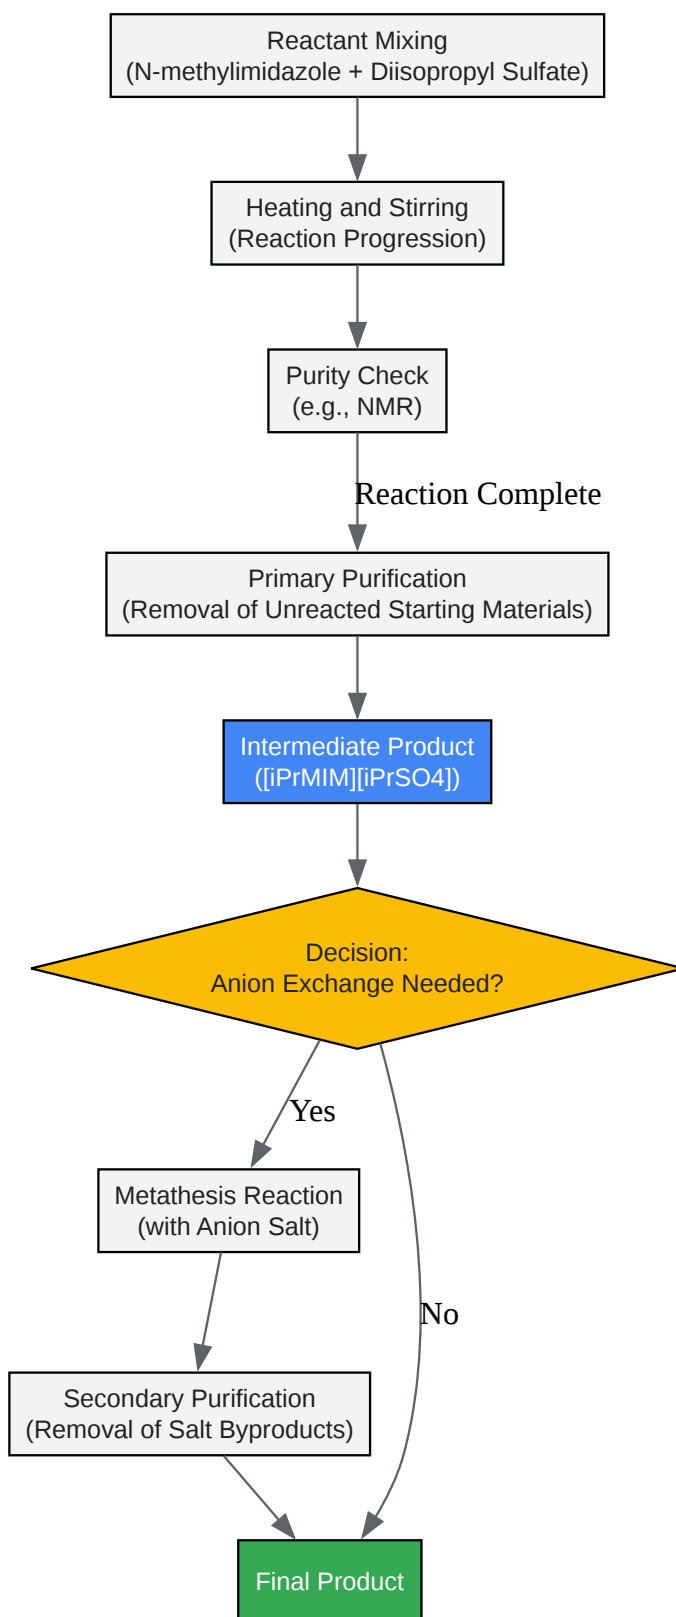 Reactant Mixing
(N-methylimidazole + Diisopropyl Sulfate)
Heating and Stirring
(Reaction Progression)
Purity Check
(e.g., NMR)
Reaction Complete
Primary Purification
(Removal of Unreacted Starting Materials)
Intermediate Product
([iPrMIM][iPrSO4])
Decision:
Anion Exchange Needed?
Yes
Metathesis Reaction
(with Anion Salt)
No
Secondary Purification
(Removal of Salt Byproducts)
Final Product